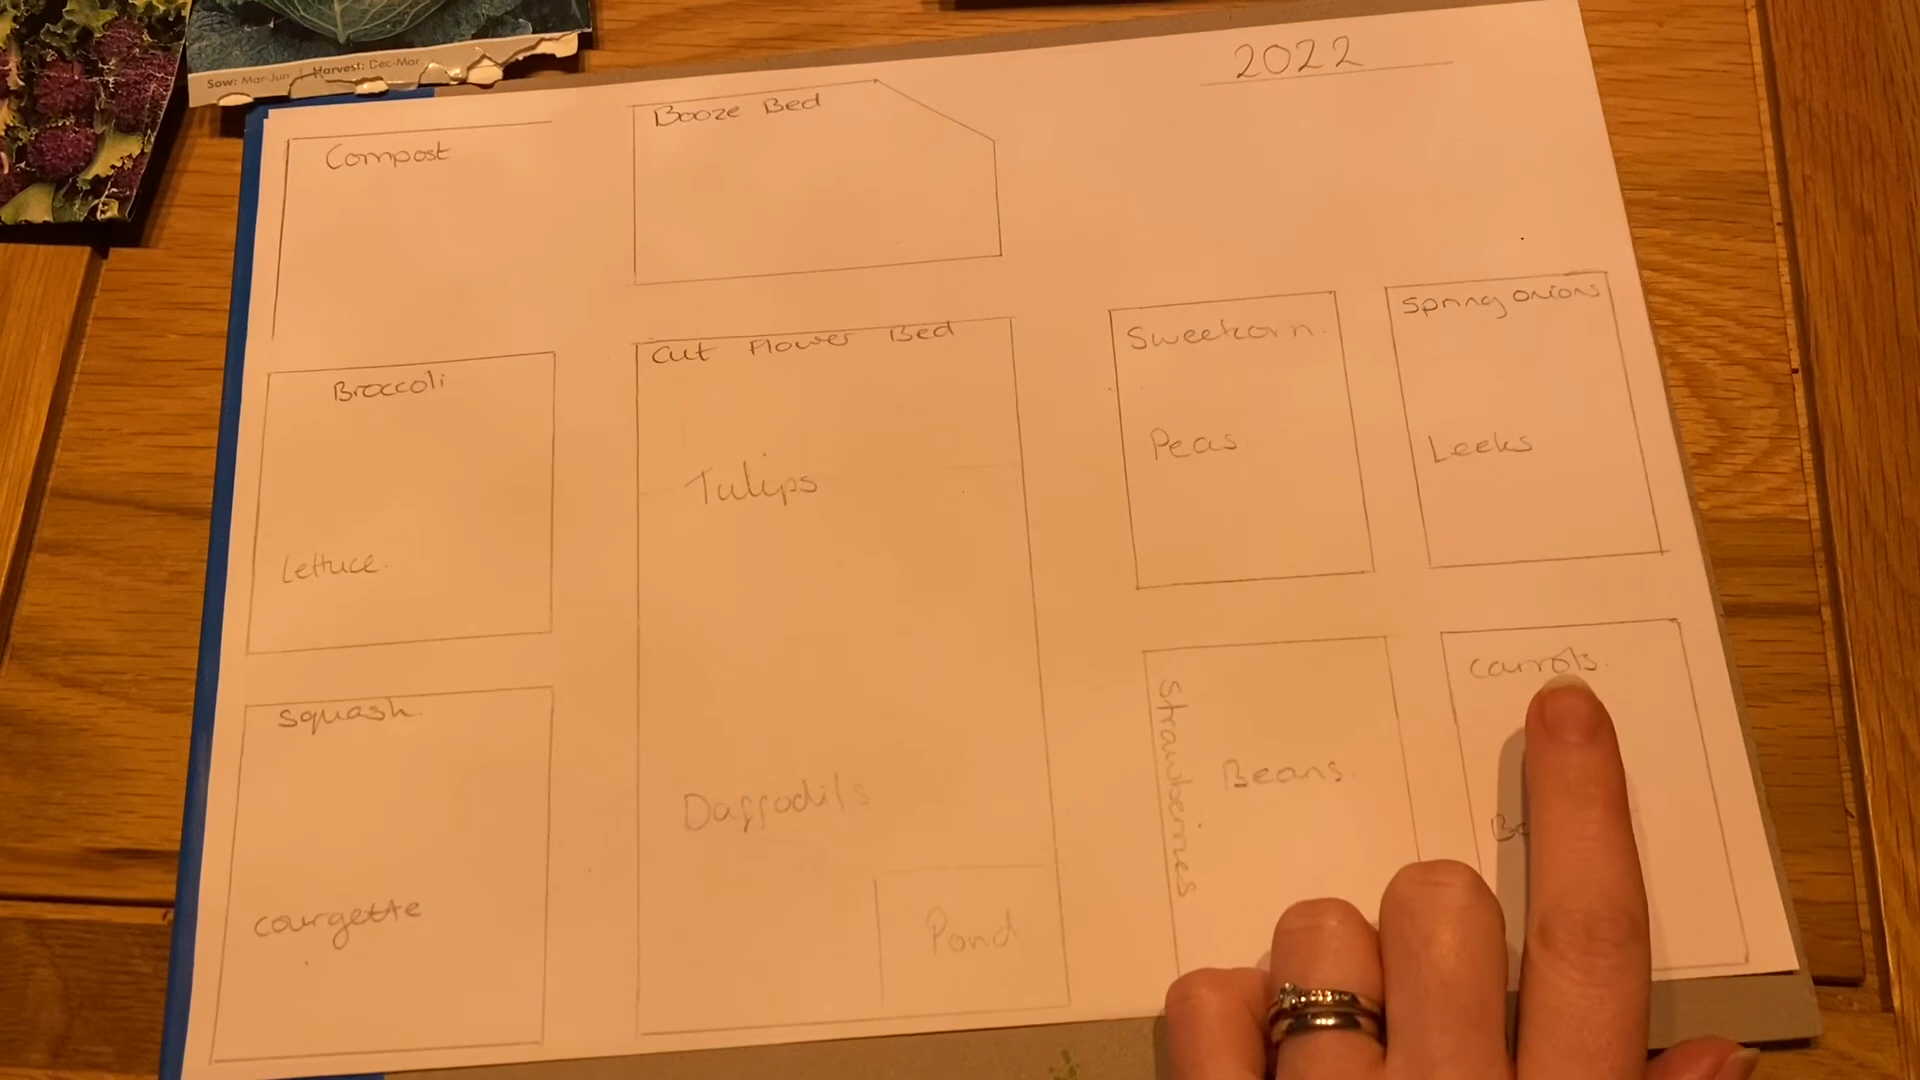 Sow: Mar-Jun | Harvest: Dec-Mar
2022
Compost
Booze Bed
Broccoli
Lettuce.
Squash.
Courgette
Cut Flower Bed
Tulips
Daffodils
Pond
Sweetcorn.
Peas
Spring onions
Leeks
Strawberries
Beans.
Carrots.